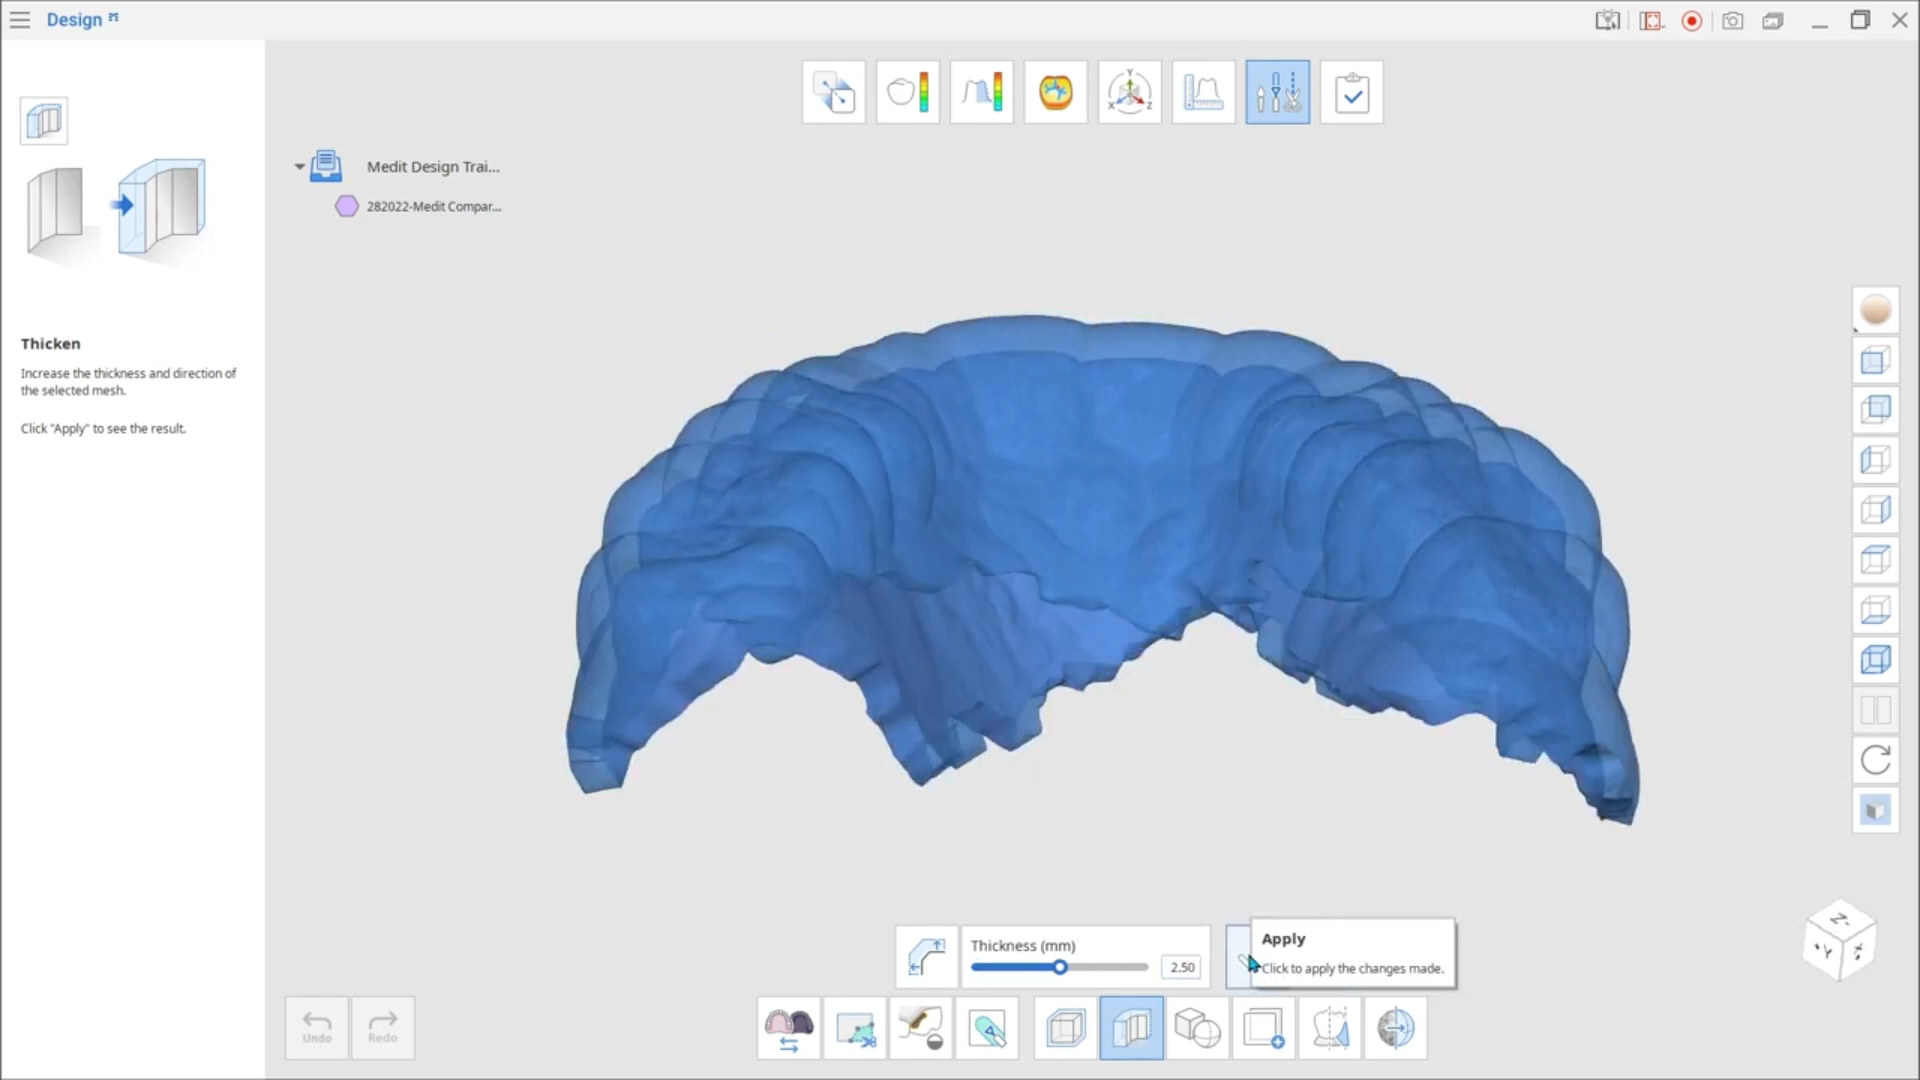 Design
Medit Design Trai...
282022-Medit Compar...
Thicken
Increase the thickness and direction of
the selected mesh.
Click "Apply" to see the result.
Thickness (mm)
2.50
Apply
Click to apply the changes made.
Undo
Redo
Y
X
Z
Z-
Y
X-